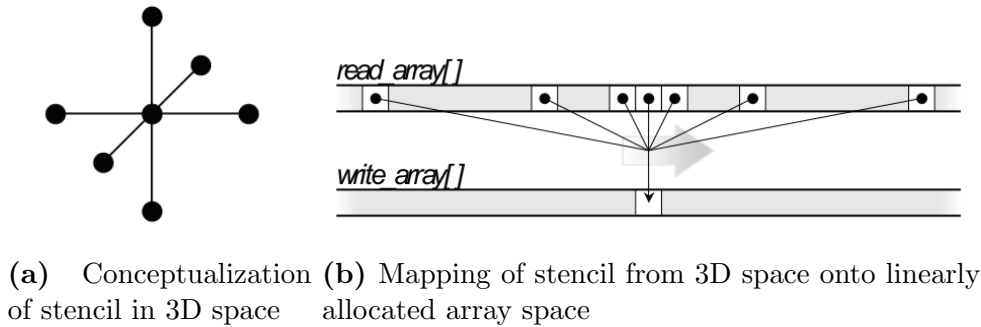 read_array[]
write_array[]
(a) Conceptualization
of stencil in 3D space
(b) Mapping of stencil from 3D space onto linearly
allocated array space